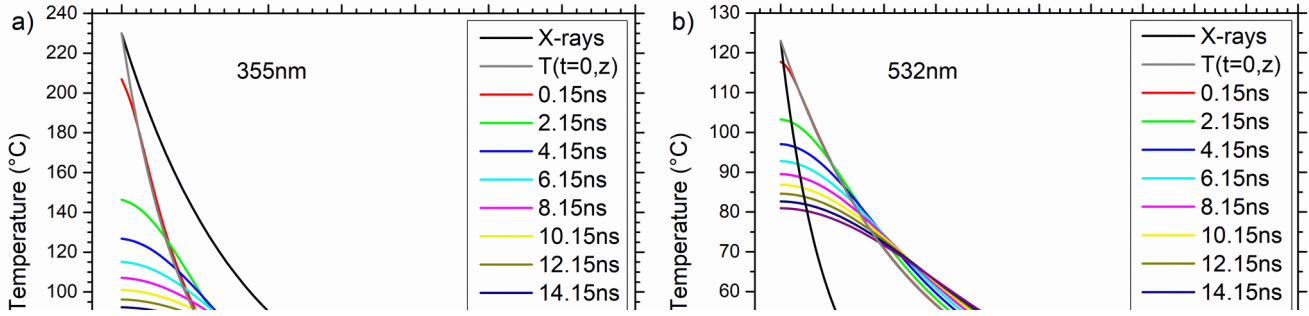 a)
Temperature (°C)
240
220
200
180
160
140
120
100
355nm
X-rays
T(t=0,z)
0.15ns
2.15ns
4.15ns
6.15ns
8.15ns
10.15ns
12.15ns
14.15ns
b)
Temperature (°C)
130
120
110
100
90
80
70
60
532nm
X-rays
T(t=0,z)
0.15ns
2.15ns
4.15ns
6.15ns
8.15ns
10.15ns
12.15ns
14.15ns